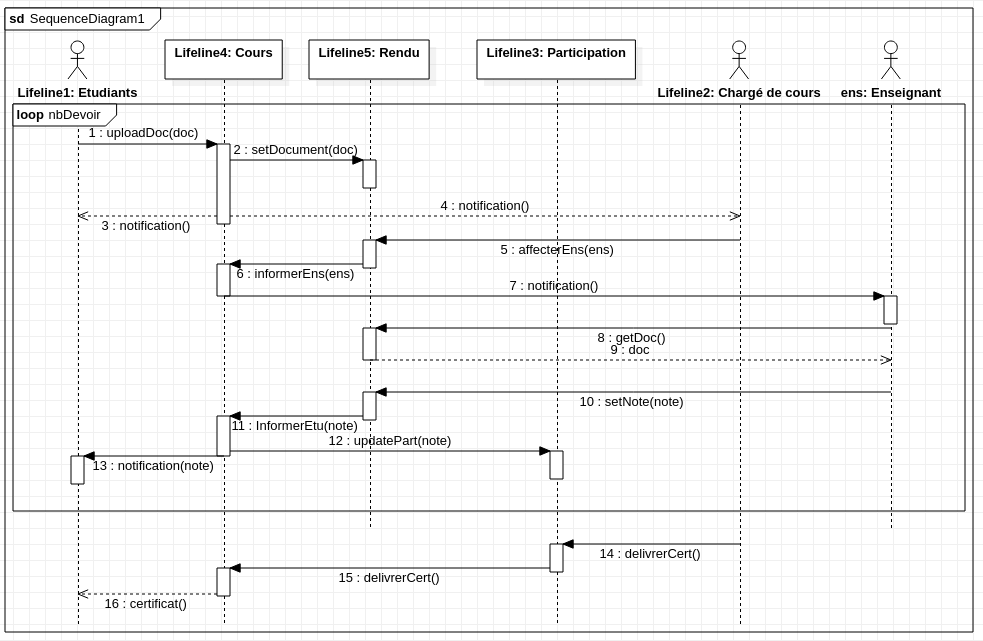 sd SequenceDiagram1
Lifeline4: Cours
Lifeline5: Rendu
Lifeline3: Participation
Lifeline1: Etudiants
Lifeline2: Chargé de cours
ens: Enseignant
loop nbDevoir
1 : uploadDoc(doc)
2 : setDocument(doc)
3 : notification()
4 : notification()
5 : affecterEns(ens)
6 : informerEns(ens)
7 : notification()
8 : getDoc()
9 : doc
10 : setNote(note)
11 : InformerEtu(note)
12 : updatePart(note)
13 : notification(note)
14 : delivrerCert()
15 : delivrerCert()
16 : certificat()